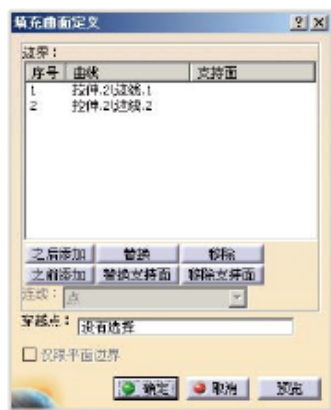 填充曲面定义
边界：
序号 曲线 支持面
1 拉伸.2\边线.1
2 拉伸.2\边线.2
之后添加 替换 移除
之前添加 替换支持面 移除支持面
连续： 点
穿越点： 没有选择
仅限平面边界
确定 取消 预览